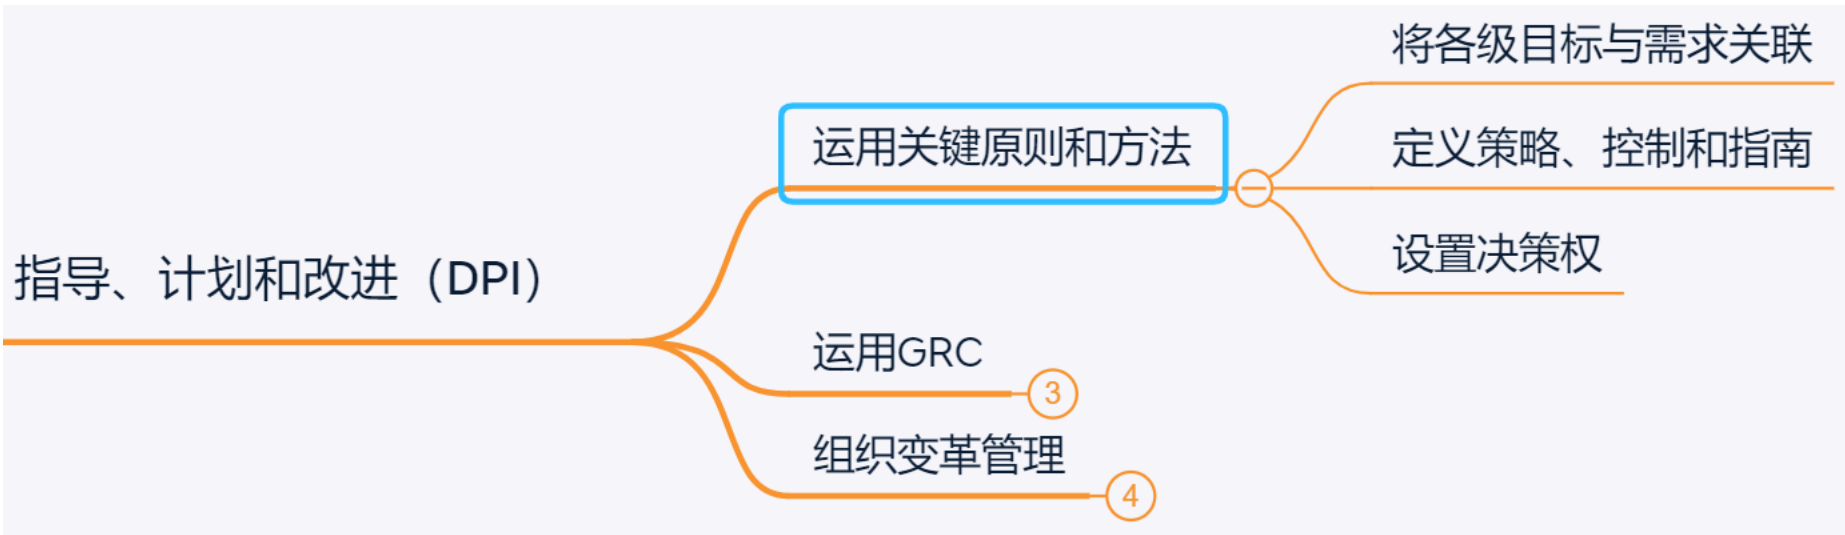 指导、计划和改进（DPI）
运用关键原则和方法
将各级目标与需求关联
定义策略、控制和指南
设置决策权
运用GRC
3
组织变革管理
4